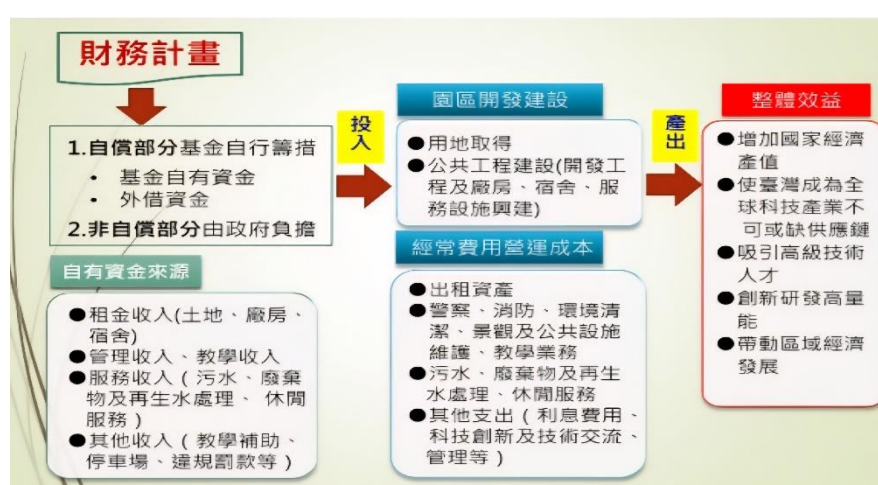 財務計畫
1.自償部分基金自行籌措
• 基金自有資金
• 外借資金
2.非自償部分由政府負擔
自有資金來源
●租金收入(土地、廠房、
宿舍)
●管理收入、教學收入
●服務收入（污水、廢棄
物及再生水處理、 休閒
服務）
●其他收入（教學補助、
停車場、違規罰款等）
投
入
園區開發建設
●用地取得
●公共工程建設(開發工
程及廠房、宿舍、服
務設施興建)
經常費用營運成本
●出租資產
●警察、消防、環境清
潔、景觀及公共設施
維護、教學業務
●污水、廢棄物及再生
水處理、休閒服務
●其他支出（利息費用、
科技創新及技術交流、
管理等）
產
出
整體效益
●增加國家經濟
產值
●使臺灣成為全
球科技產業不
可或缺供應鏈
●吸引高級技術
人才
●創新研發高量
能
●帶動區域經濟
發展